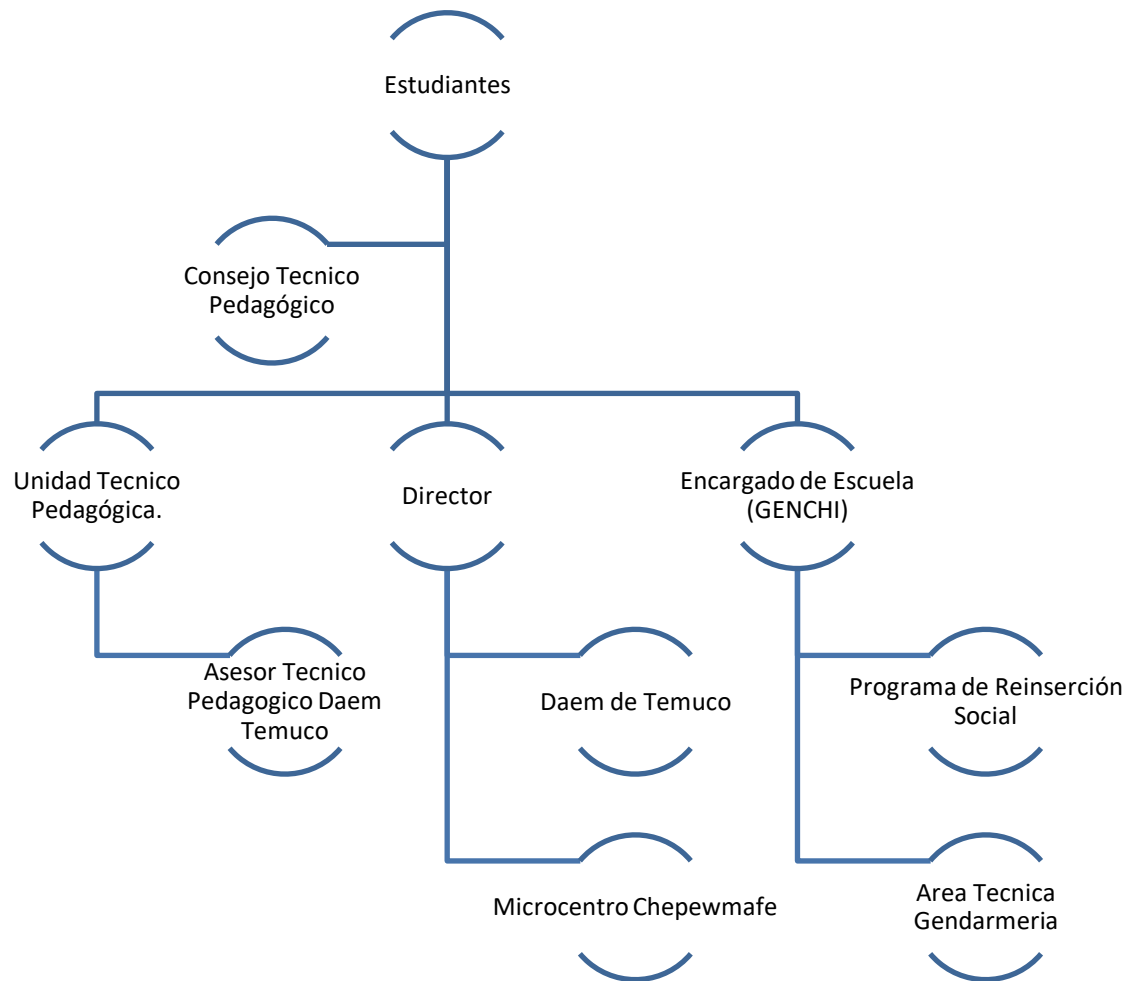 Estudiantes
Consejo Tecnico
Pedagógico
Unidad Tecnico
Pedagógica.
Director
Encargado de Escuela
(GENCHI)
Asesor Tecnico
Pedagogico Daem
Temuco
Daem de Temuco
Programa de Reinserción
Social
Microcentro Chepewmafe
Area Tecnica
Gendarmeria